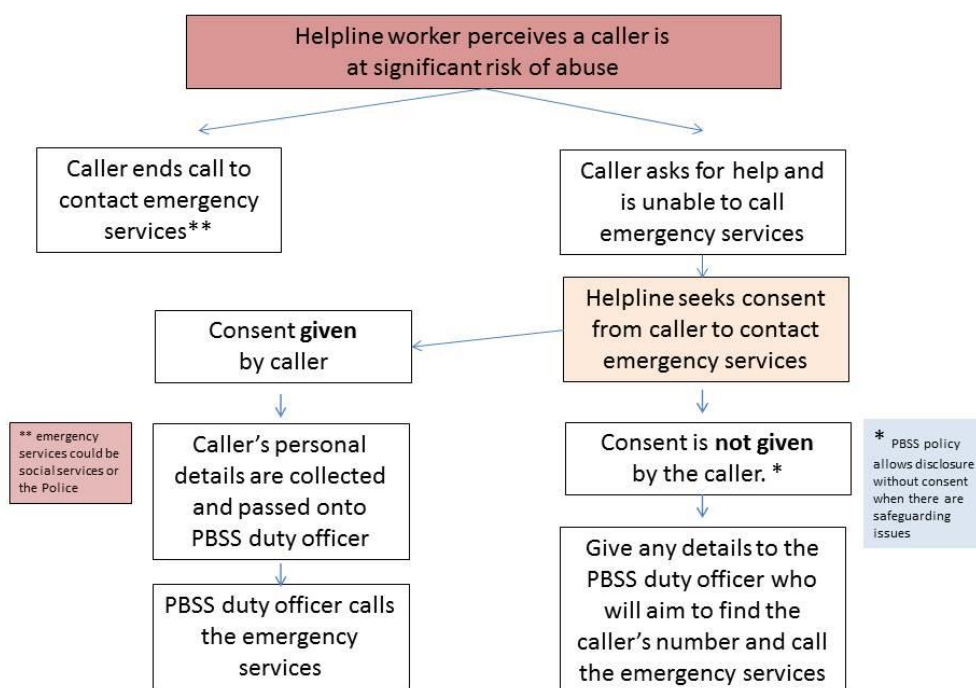 Helpline worker perceives a caller is
at significant risk of abuse
Caller ends call to
contact emergency
services**
Caller asks for help and
is unable to call
emergency services
Helpline seeks consent
from caller to contact
emergency services
Consent given
by caller
** emergency
services could be
social services or
the Police
Caller's personal
details are collected
and passed onto
PBSS duty officer
Consent is not given
by the caller. *
* PBSS policy
allows disclosure
without consent
when there are
safeguarding
issues
PBSS duty officer calls
the emergency
services
Give any details to the
PBSS duty officer who
will aim to find the
caller's number and call
the emergency services